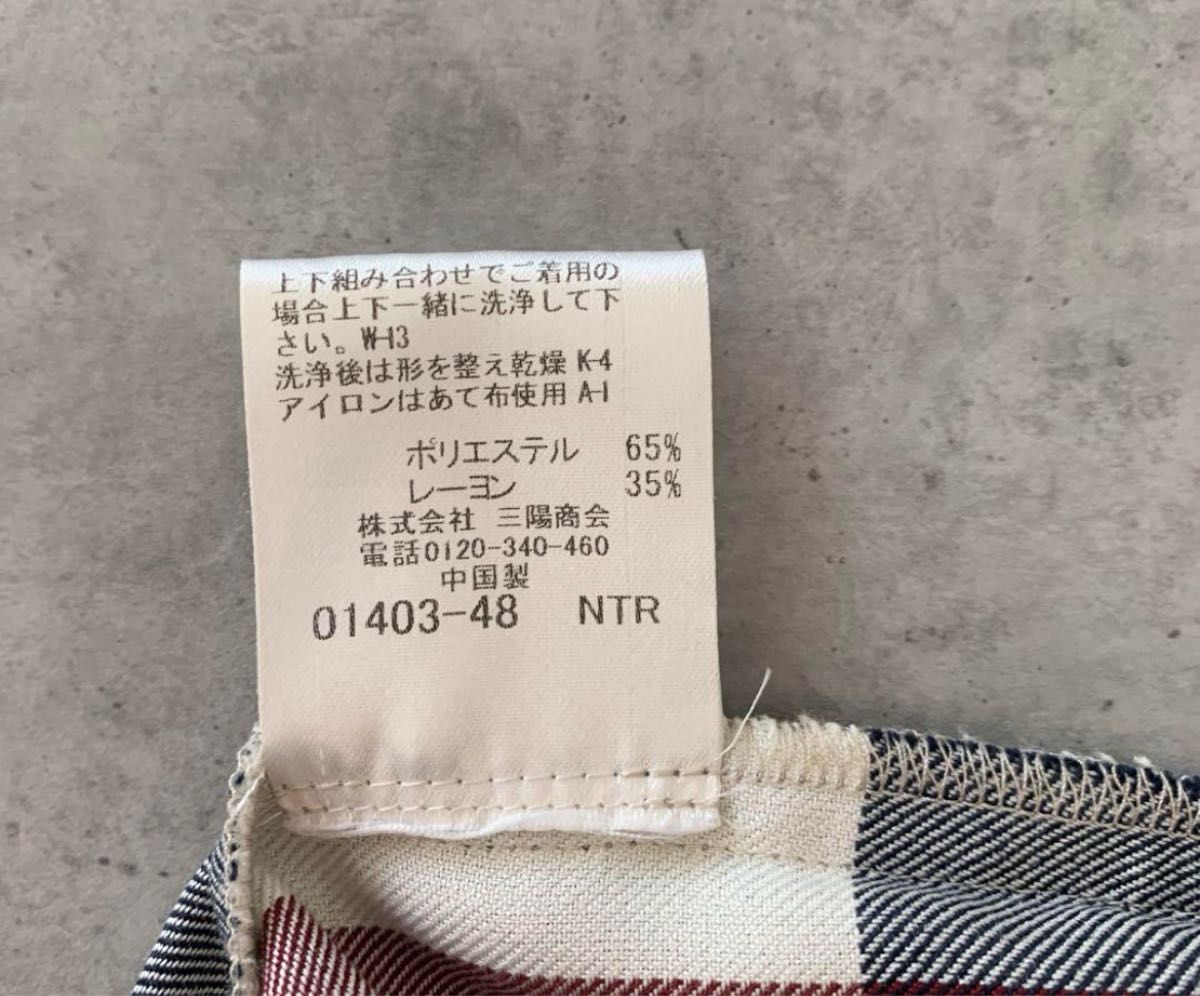 上下組み合わせでご着用の
場合上下一緒に洗浄して下
さい。W-13
洗浄後は形を整え乾燥 K-4
アイロンはあて布使用 A-1
ポリエステル 65%
レーヨン 35%
株式会社 三陽商会
電話0120-340-460
中国製
01403-48 NTR